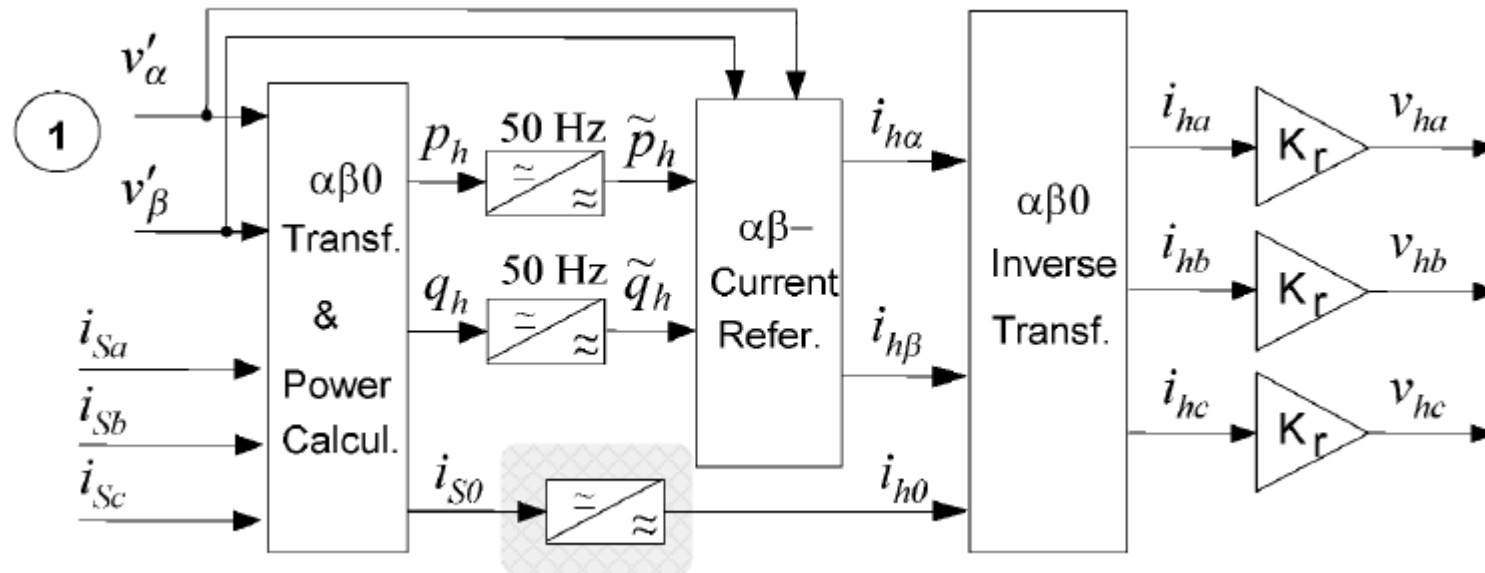 1
v′α
v′β
iSa
iSb
iSc
αβ0
Transf.
&
Power
Calcul.
ph
50 Hz
p̃h
≃
≈
qh
50 Hz
q̃h
≃
≈
iS0
≃
≈
αβ–
Current
Refer.
ihα
ihβ
ih0
αβ0
Inverse
Transf.
iha
Kr
vha
ihb
Kr
vhb
ihc
Kr
vhc